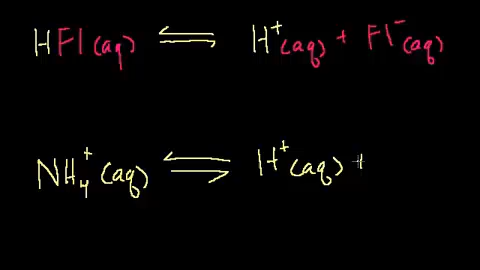 HFl(aq) ⇌ H⁺(aq) + Fl⁻(aq)
NH₄⁺(aq) ⇌ H⁺(aq) +